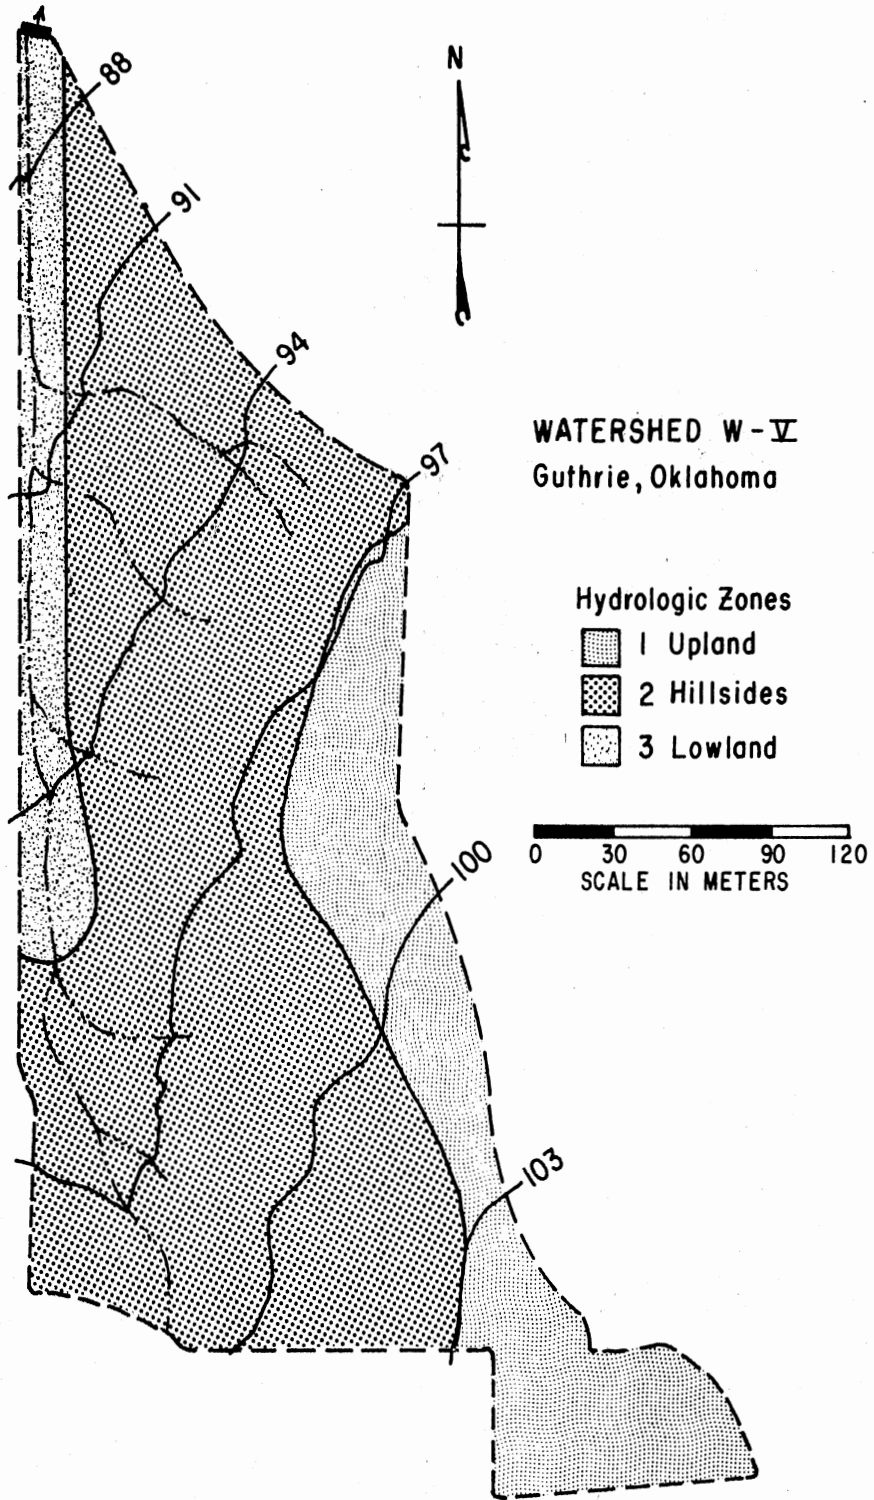 88
N
91
94
WATERSHED W-V
97
Guthrie, Oklahoma
Hydrologic Zones
1 Upland
2 Hillsides
3 Lowland
0 30 60 90 120
SCALE IN METERS
100
103